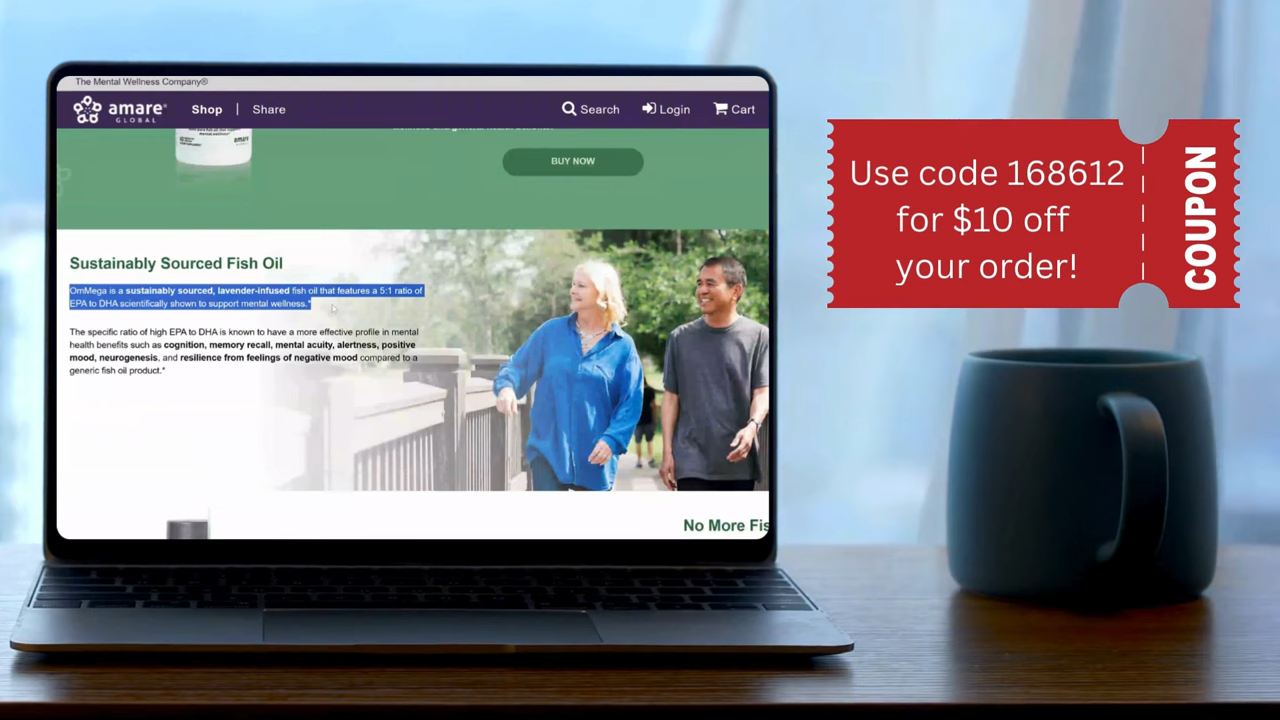 The Mental Wellness Company®
amare®
GLOBAL
Shop | Share
Search
Login
Cart
mental wellness.*
amare
BUY NOW
Sustainably Sourced Fish Oil
OmMega is a sustainably sourced, lavender-infused fish oil that features a 5:1 ratio of
EPA to DHA scientifically shown to support mental wellness.*
The specific ratio of high EPA to DHA is known to have a more effective profile in mental
health benefits such as cognition, memory recall, mental acuity, alertness, positive
mood, neurogenesis, and resilience from feelings of negative mood compared to a
generic fish oil product.*
No More Fis
Use code 168612
for $10 off
your order!
COUPON